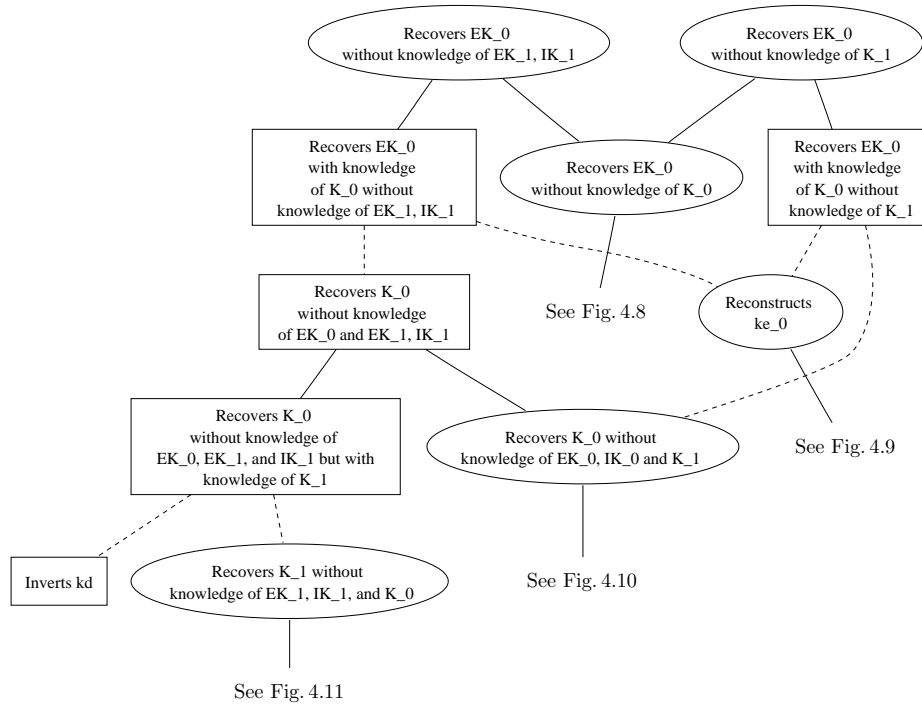 Recovers EK_0
without knowledge of EK_1, IK_1
Recovers EK_0
without knowledge of K_1
Recovers EK_0
with knowledge
of K_0 without
knowledge of EK_1, IK_1
Recovers EK_0
without knowledge of K_0
Recovers EK_0
with knowledge
of K_0 without
knowledge of K_1
Recovers K_0
without knowledge
of EK_0 and EK_1, IK_1
See Fig. 4.8
Reconstructs
ke_0
Recovers K_0
without knowledge of
EK_0, EK_1, and IK_1 but with
knowledge of K_1
Recovers K_0 without
knowledge of EK_0, IK_0 and K_1
See Fig. 4.9
Inverts kd
Recovers K_1 without
knowledge of EK_1, IK_1, and K_0
See Fig. 4.10
See Fig. 4.11